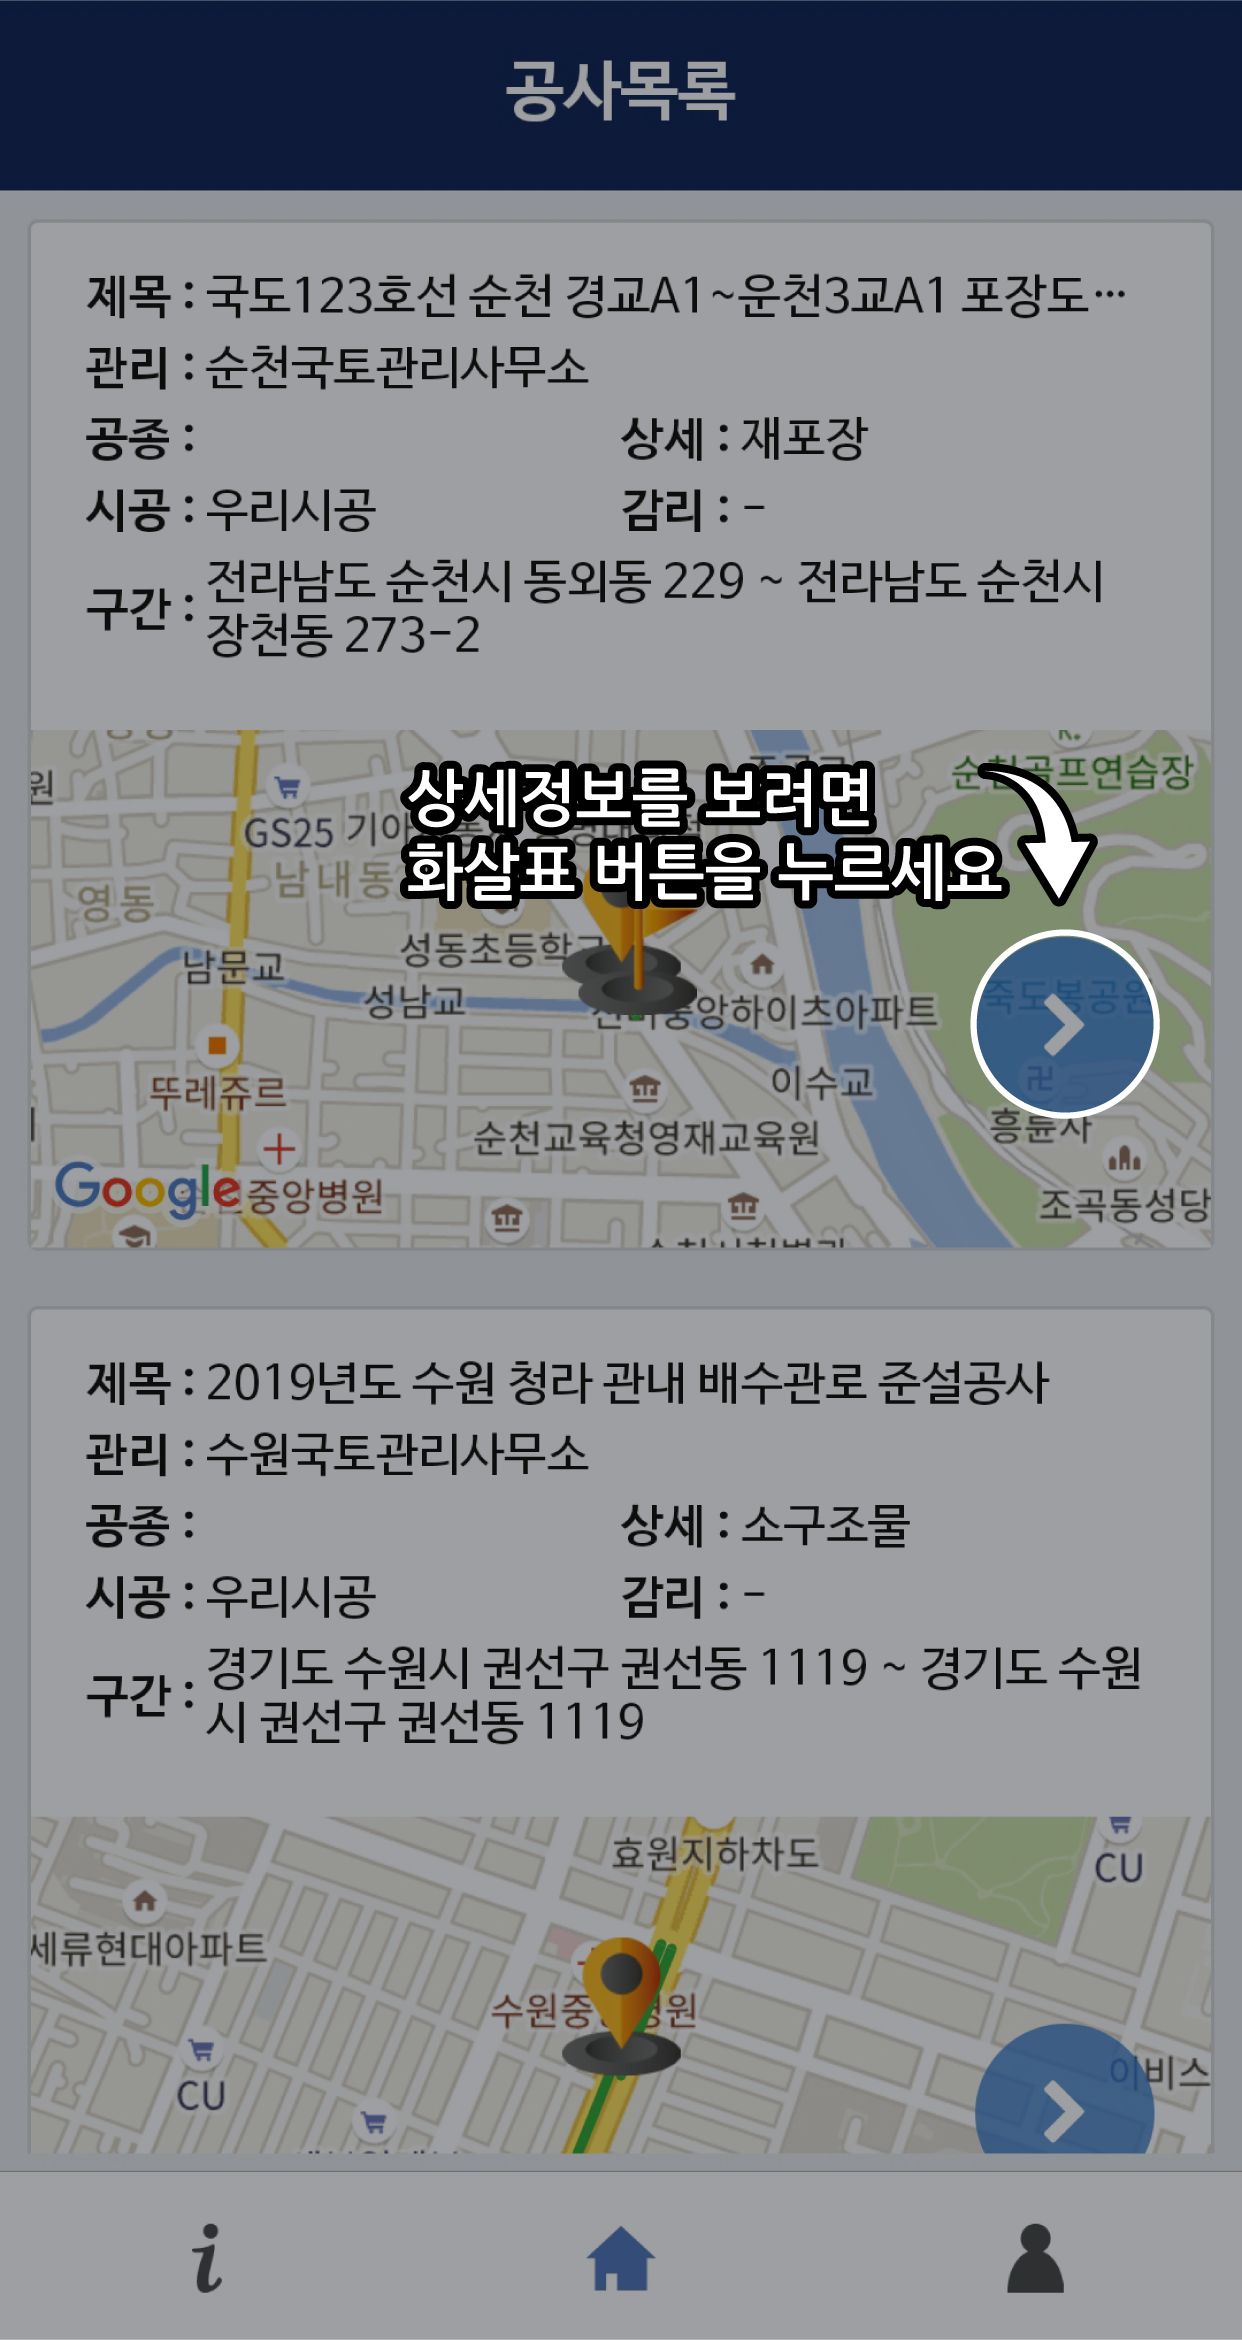 공사목록
제목 : 국도123호선 순천 경교A1~운천3교A1 포장도…
관리 : 순천국토관리사무소
공종 :
상세 : 재포장
시공 : 우리시공
감리 : -
구간 : 전라남도 순천시 동외동 229 ~ 전라남도 순천시
장천동 273-2
원
순천골프연습장
상세정보를 보려면
화살표 버튼을 누르세요
GS25
남내동
영동
성동초등학교
남문교
성남교
중앙하이츠아파트
죽도봉공원
이수교
뚜레쥬르
흥륜사
순천교육청영재교육원
Google
중앙병원
조곡동성당
제목 : 2019년도 수원 청라 관내 배수관로 준설공사
관리 : 수원국토관리사무소
공종 :
상세 : 소구조물
시공 : 우리시공
감리 : -
구간 : 경기도 수원시 권선구 권선동 1119 ~ 경기도 수원
시 권선구 권선동 1119
효원지하차도
CU
세류현대아파트
수원중앙병원
이비스
CU